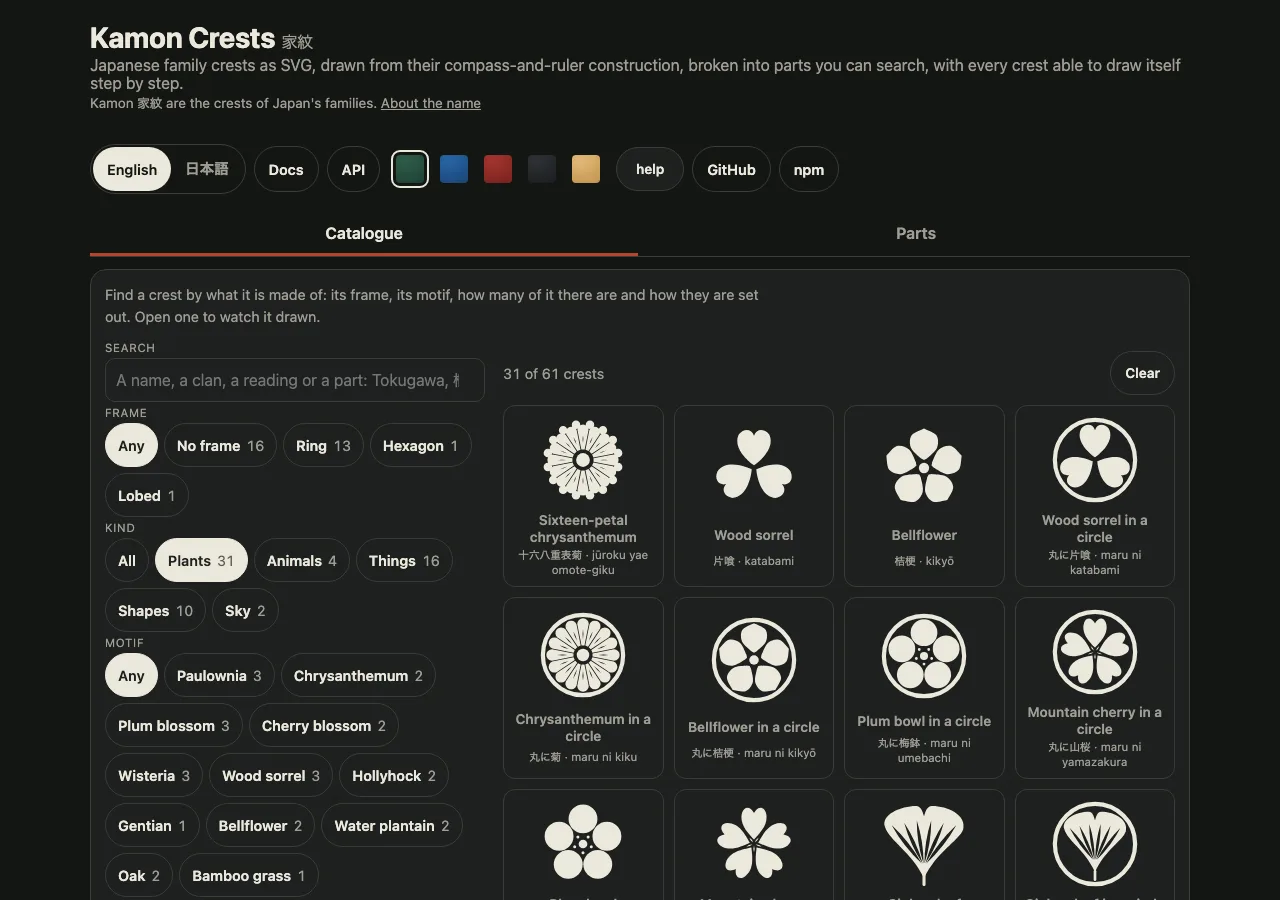 Kamon Crests 家紋
Japanese family crests as SVG, drawn from their compass-and-ruler construction, broken into parts you can search, with every crest able to draw itself
step by step.
Kamon 家紋 are the crests of Japan's families. About the name
English 日本語 Docs API help GitHub npm
Catalogue Parts
Find a crest by what it is made of: its frame, its motif, how many of it there are and how they are set
out. Open one to watch it drawn.
SEARCH
A name, a clan, a reading or a part: Tokugawa,
31 of 61 crests
Clear
FRAME
Any No frame 16 Ring 13 Hexagon 1
Lobed 1
KIND
All Plants 31 Animals 4 Things 16
Shapes 10 Sky 2
MOTIF
Any Paulownia 3 Chrysanthemum 2
Plum blossom 3 Cherry blossom 2
Wisteria 3 Wood sorrel 3 Hollyhock 2
Gentian 1 Bellflower 2 Water plantain 2
Oak 2 Bamboo grass 1
Sixteen-petal
chrysanthemum
十六八重表菊 · jūroku yae
omote-giku
Wood sorrel
片喰 · katabami
Bellflower
桔梗 · kikyō
Wood sorrel in a
circle
丸に片喰 · maru ni
katabami
Chrysanthemum in a
circle
丸に菊 · maru ni kiku
Bellflower in a circle
丸に桔梗 · maru ni kikyō
Plum bowl in a circle
丸に梅鉢 · maru ni
umebachi
Mountain cherry in a
circle
丸に山桜 · maru ni
yamazakura